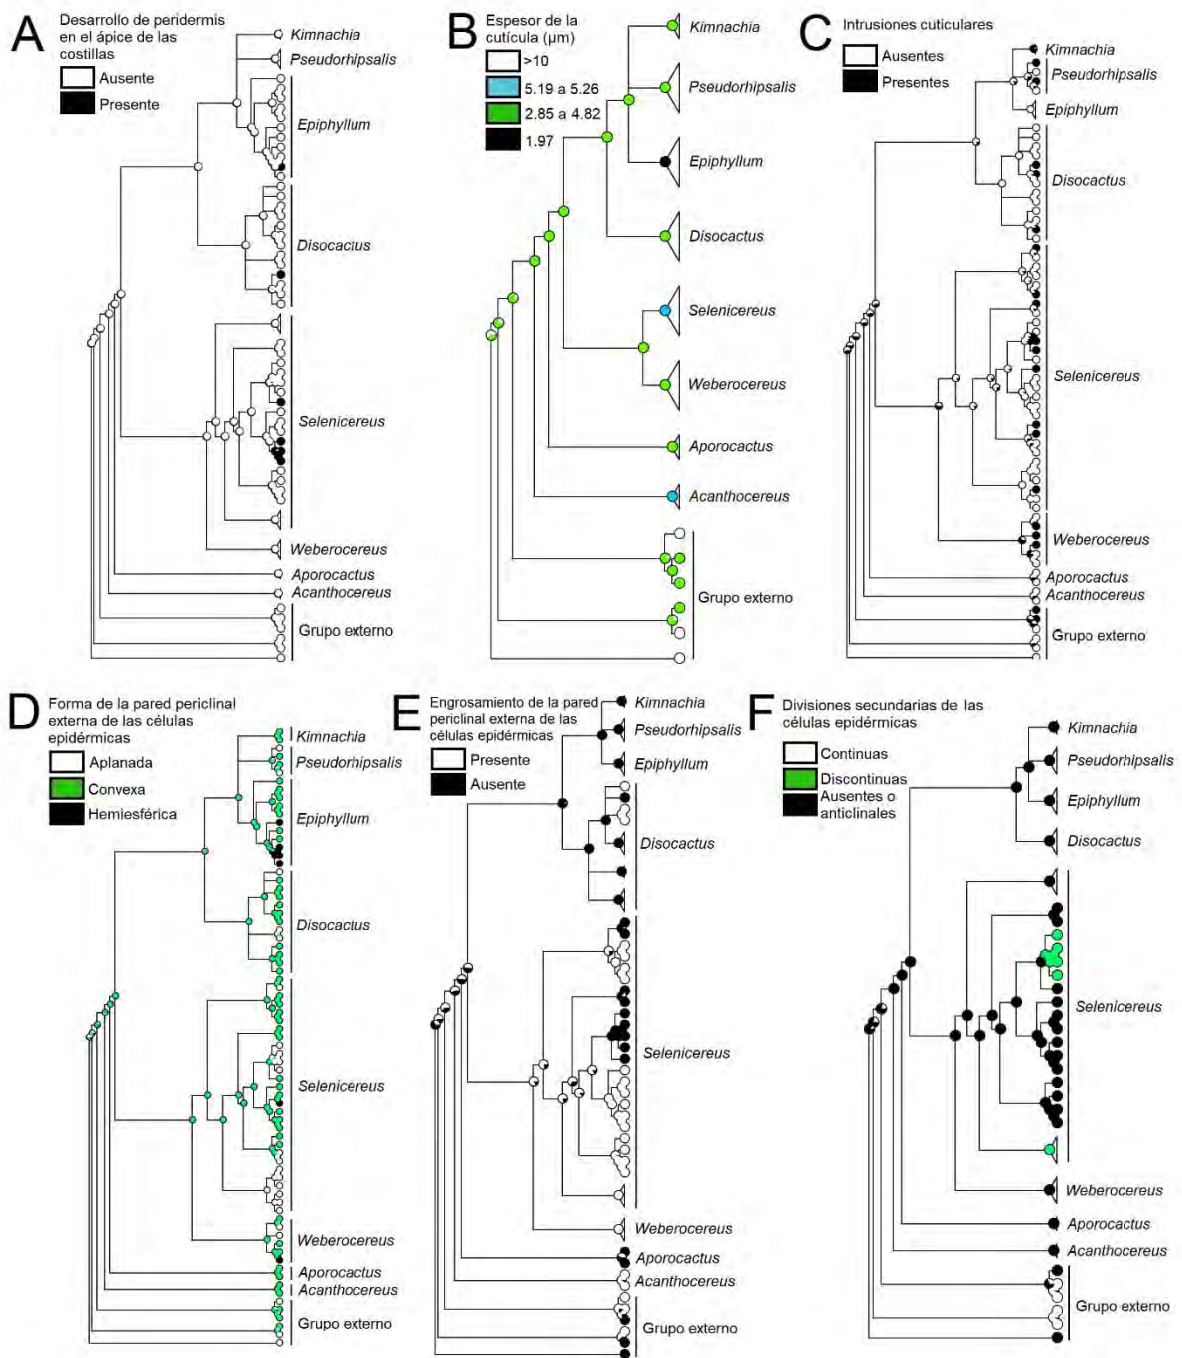 A
Desarrollo de peridermis
en el ápice de las
costillas
Ausente
Presente
Kimnachia
Pseudorhipsalis
Epiphyllum
Disocactus
Selenicereus
Weberocereus
Aporocactus
Acanthocereus
Grupo externo
B
Espesor de la
cutícula (µm)
>10
5.19 a 5.26
2.85 a 4.82
1.97
Kimnachia
Pseudorhipsalis
Epiphyllum
Disocactus
Selenicereus
Weberocereus
Aporocactus
Acanthocereus
Grupo externo
C
Intrusiones cuticulares
Ausentes
Presentes
Kimnachia
Pseudorhipsalis
Epiphyllum
Disocactus
Selenicereus
Weberocereus
Aporocactus
Acanthocereus
Grupo externo
D
Forma de la pared periclinal
externa de las células
epidérmicas
Aplanada
Convexa
Hemiesférica
Kimnachia
Pseudorhipsalis
Epiphyllum
Disocactus
Selenicereus
Weberocereus
Aporocactus
Acanthocereus
Grupo externo
E
Engrosamiento de la pared
periclinal externa de las
células epidérmicas
Presente
Ausente
Kimnachia
Pseudorhipsalis
Epiphyllum
Disocactus
Selenicereus
Weberocereus
Aporocactus
Acanthocereus
Grupo externo
F
Divisiones secundarias de las
células epidérmicas
Continuas
Discontinuas
Ausentes o
anticlinales
Kimnachia
Pseudorhipsalis
Epiphyllum
Disocactus
Selenicereus
Weberocereus
Aporocactus
Acanthocereus
Grupo externo